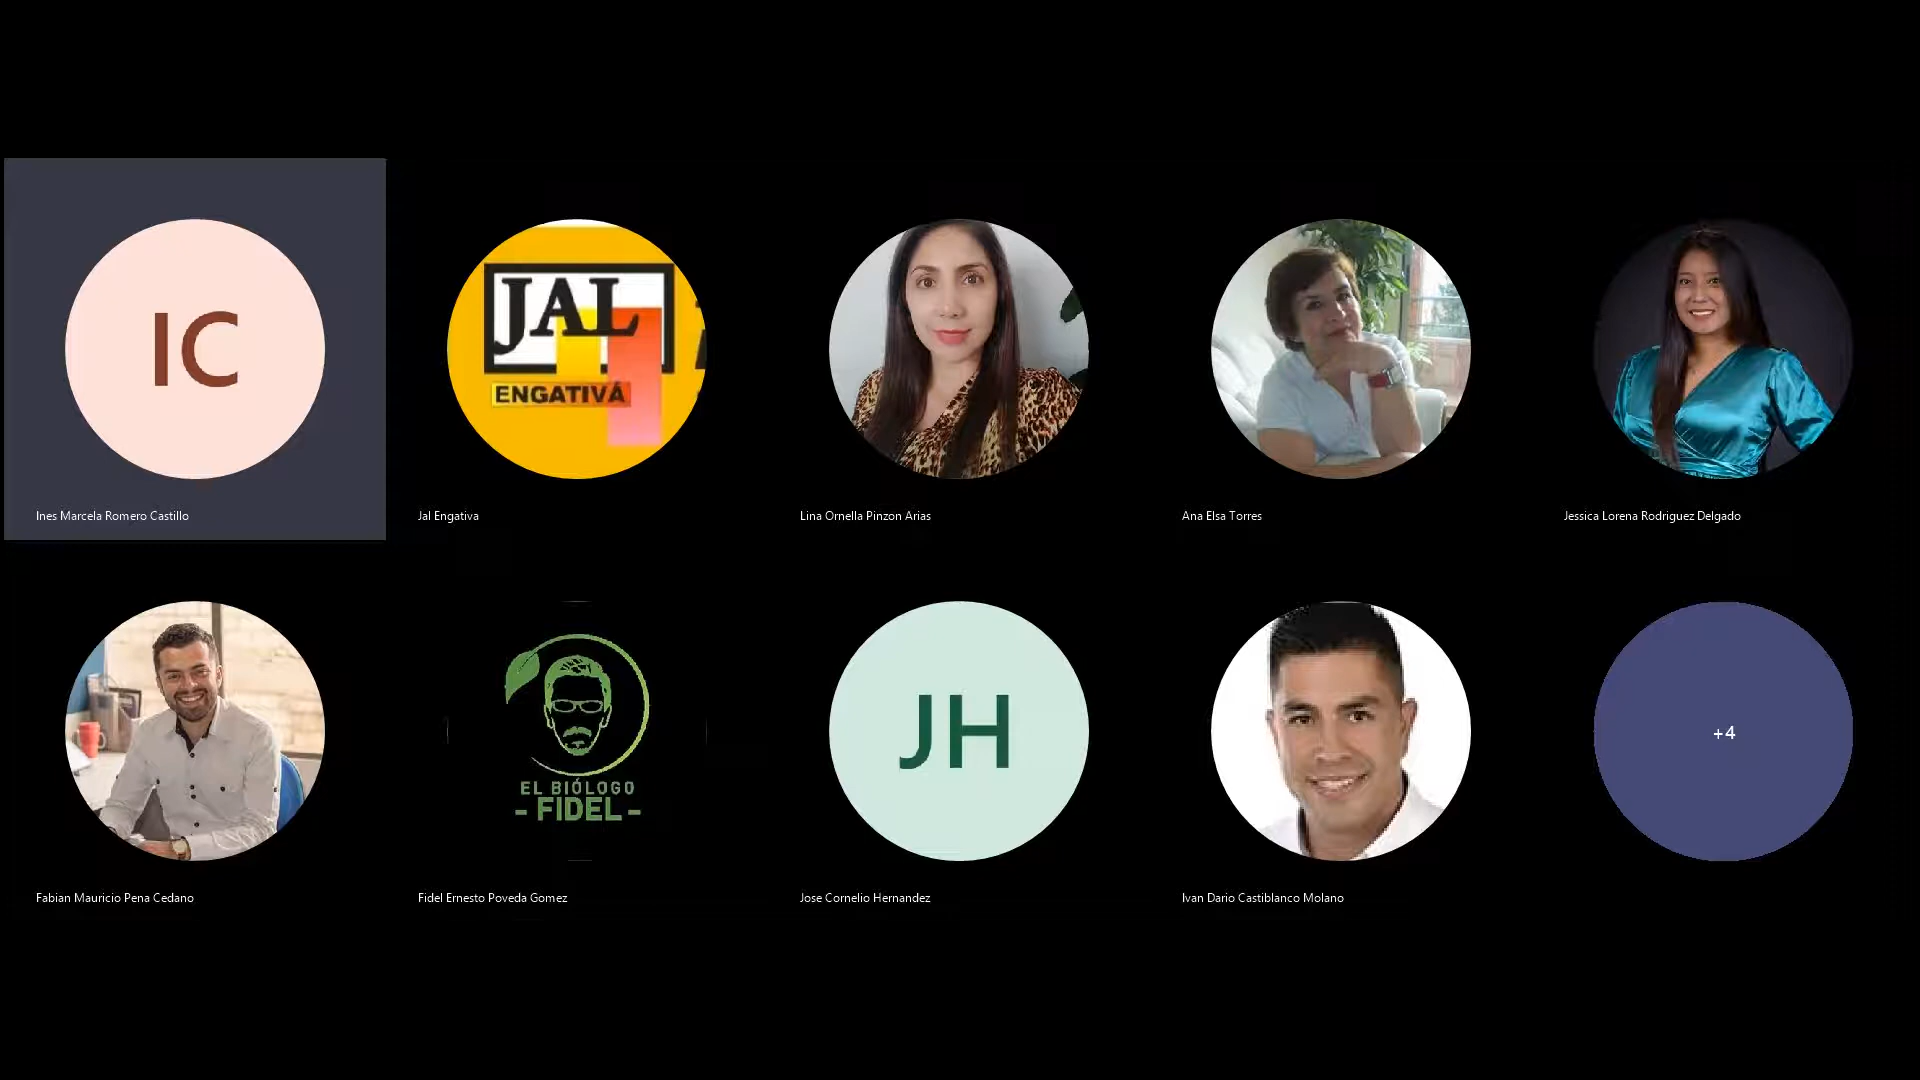 IC
JAL
ENGATIVÁ
Ines Marcela Romero Castillo
Jal Engativa
Lina Ornella Pinzon Arias
Ana Elsa Torres
Jessica Lorena Rodriguez Delgado
EL BIÓLOGO
- FIDEL -
JH
+4
Fabian Mauricio Pena Cedano
Fidel Ernesto Poveda Gomez
Jose Cornelio Hernandez
Ivan Dario Castiblanco Molano